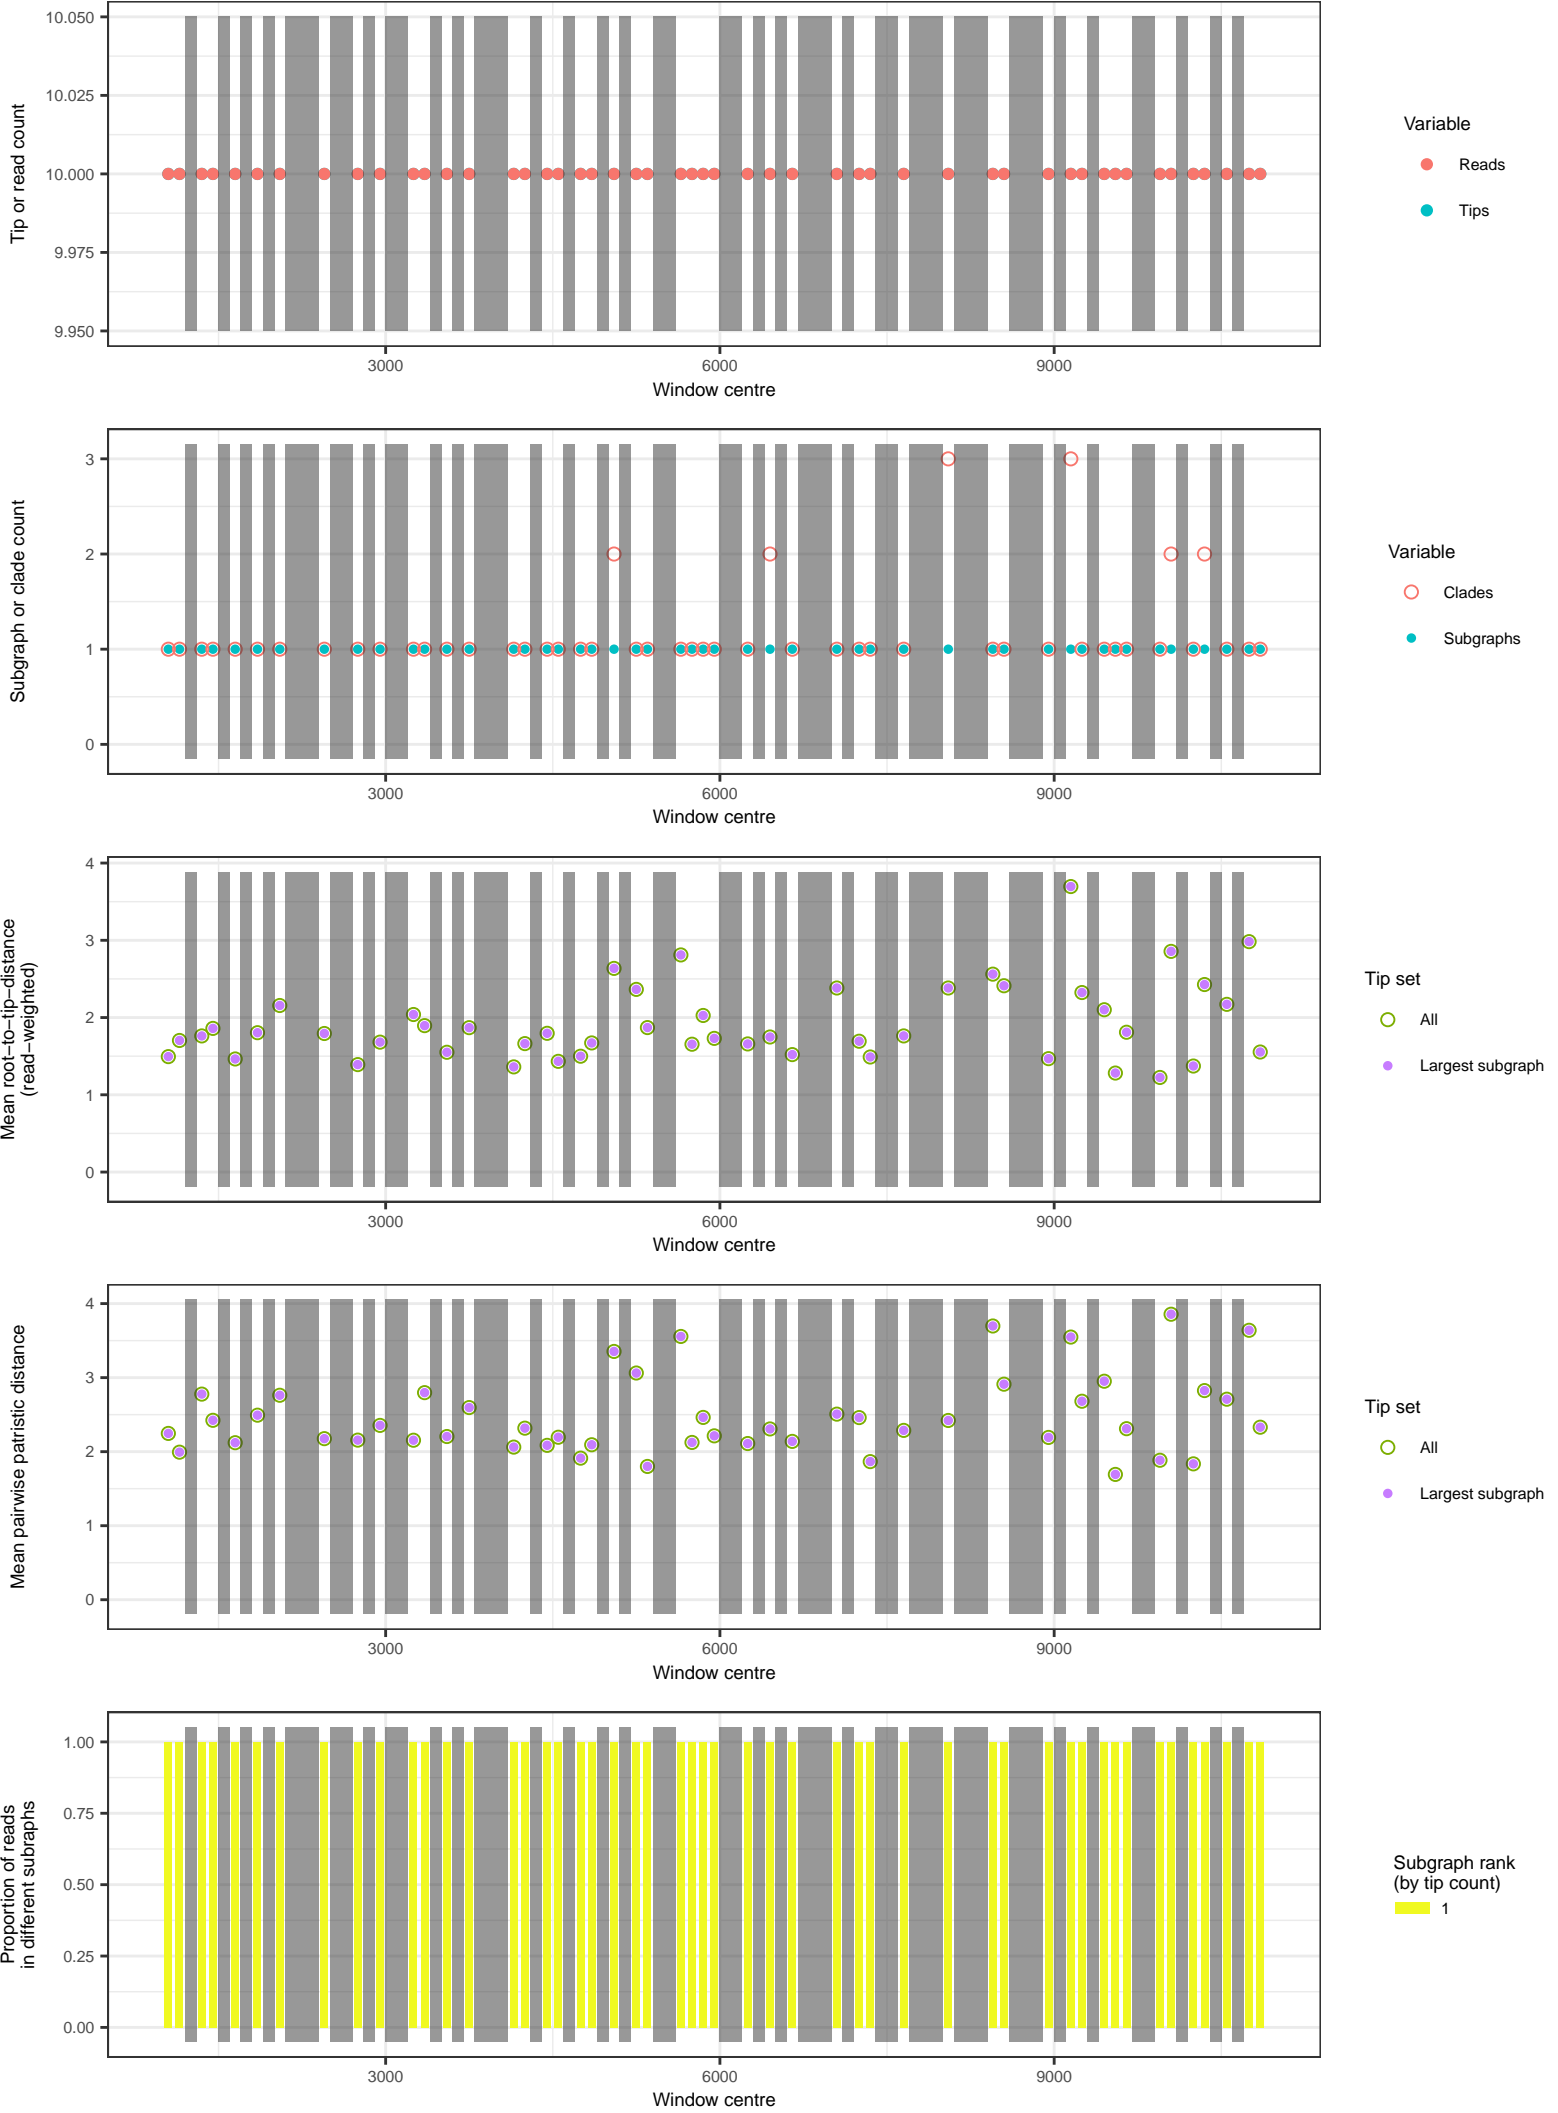 10.050
10.025
10.000
9.975
9.950
Tip or read count
3000
6000
9000
Window centre
Variable
Reads
Tips
3
2
1
0
Subgraph or clade count
3000
6000
9000
Window centre
Variable
Clades
Subgraphs
4
3
2
1
0
Mean root−to−tip−distance
(read−weighted)
3000
6000
9000
Window centre
Tip set
All
Largest subgraph
4
3
2
1
0
Mean pairwise patristic distance
3000
6000
9000
Window centre
Tip set
All
Largest subgraph
1.00
0.75
0.50
0.25
0.00
Proportion of reads
in different subraphs
3000
6000
9000
Window centre
Subgraph rank
(by tip count)
1